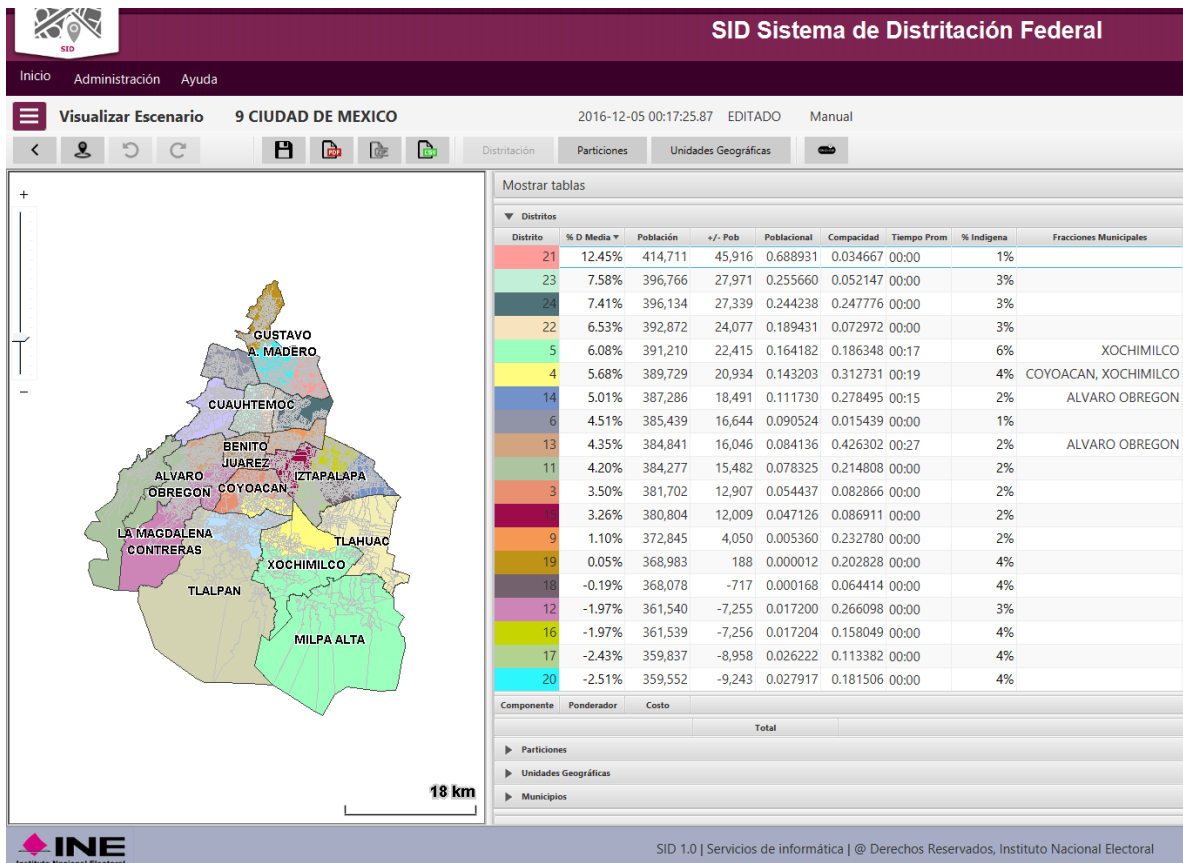 SID
SID Sistema de Distritación Federal
Inicio Administración Ayuda
Visualizar Escenario 9 CIUDAD DE MEXICO 2016-12-05 00:17:25.87 EDITADO Manual
Distritación Particiones Unidades Geográficas
Mostrar tablas
Distritos
Distrito % D Media Población +/- Pob Poblacional Compacidad Tiempo Prom % Indigena Fracciones Municipales
21 12.45% 414,711 45,916 0.688931 0.034667 00:00 1%
23 7.58% 396,766 27,971 0.255660 0.052147 00:00 3%
24 7.41% 396,134 27,339 0.244238 0.247776 00:00 3%
22 6.53% 392,872 24,077 0.189431 0.072972 00:00 3%
5 6.08% 391,210 22,415 0.164182 0.186348 00:17 6% XOCHIMILCO
4 5.68% 389,729 20,934 0.143203 0.312731 00:19 4% COYOACAN, XOCHIMILCO
14 5.01% 387,286 18,491 0.111730 0.278495 00:15 2% ALVARO OBREGON
6 4.51% 385,439 16,644 0.090524 0.015439 00:00 1%
13 4.35% 384,841 16,046 0.084136 0.426302 00:27 2% ALVARO OBREGON
11 4.20% 384,277 15,482 0.078325 0.214808 00:00 2%
3 3.50% 381,702 12,907 0.054437 0.082866 00:00 2%
15 3.26% 380,804 12,009 0.047126 0.086911 00:00 2%
9 1.10% 372,845 4,050 0.005360 0.232780 00:00 2%
19 0.05% 368,983 188 0.000012 0.202828 00:00 4%
18 -0.19% 368,078 -717 0.000168 0.064414 00:00 4%
12 -1.97% 361,540 -7,255 0.017200 0.266098 00:00 3%
16 -1.97% 361,539 -7,256 0.017204 0.158049 00:00 4%
17 -2.43% 359,837 -8,958 0.026222 0.113382 00:00 4%
20 -2.51% 359,552 -9,243 0.027917 0.181506 00:00 4%
Componente Ponderador Costo
Total
Particiones
Unidades Geográficas
Municipios
GUSTAVO
A. MADERO
CUAUHTEMOC
BENITO
JUAREZ
IZTAPALAPA
ALVARO
OBREGON
COYOACAN
LA MAGDALENA
CONTRERAS
TLAHUAC
XOCHIMILCO
TLALPAN
MILPA ALTA
18 km
INE
Instituto Nacional Electoral
SID 1.0 | Servicios de informática | @ Derechos Reservados, Instituto Nacional Electoral